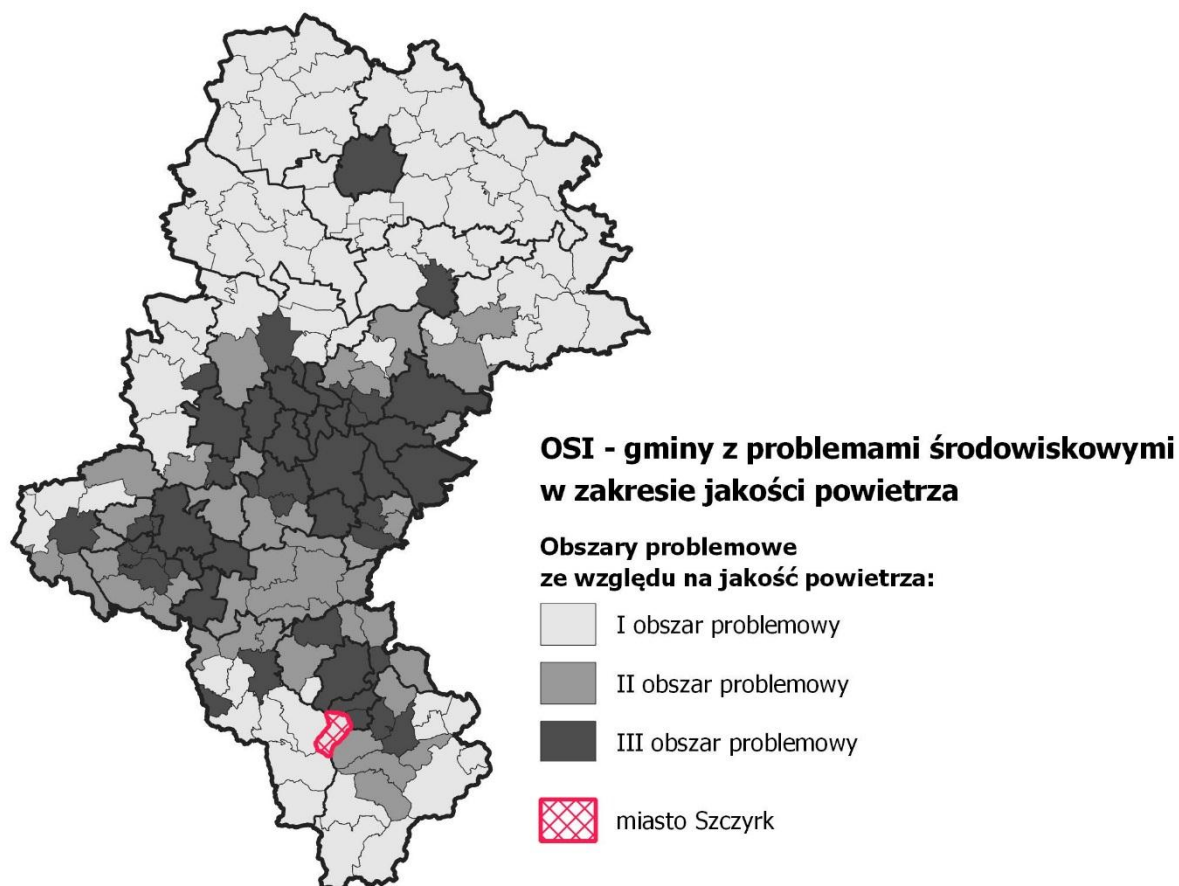 OSI - gminy z problemami środowiskowymi
w zakresie jakości powietrza
Obszary problemowe
ze względu na jakość powietrza:
I obszar problemowy
II obszar problemowy
III obszar problemowy
miasto Szczyrk